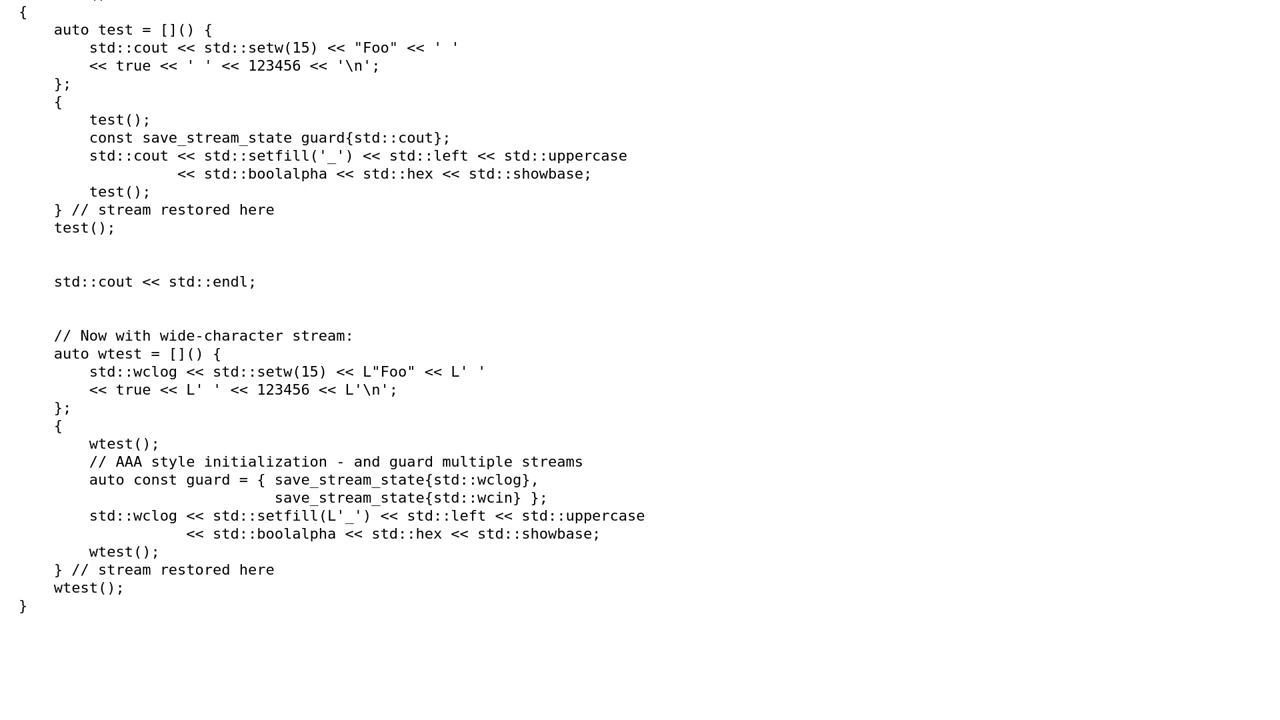 {
    auto test = []() {
        std::cout << std::setw(15) << "Foo" << ' '
        << true << ' ' << 123456 << '\n';
    };
    {
        test();
        const save_stream_state guard{std::cout};
        std::cout << std::setfill('_') << std::left << std::uppercase
                  << std::boolalpha << std::hex << std::showbase;
        test();
    } // stream restored here
    test();
    std::cout << std::endl;
    // Now with wide-character stream:
    auto wtest = []() {
        std::wclog << std::setw(15) << L"Foo" << L' '
        << true << L' ' << 123456 << L'\n';
    };
    {
        wtest();
        // AAA style initialization - and guard multiple streams
        auto const guard = { save_stream_state{std::wclog},
                             save_stream_state{std::wcin} };
        std::wclog << std::setfill(L'_') << std::left << std::uppercase
                   << std::boolalpha << std::hex << std::showbase;
        wtest();
    } // stream restored here
    wtest();
}